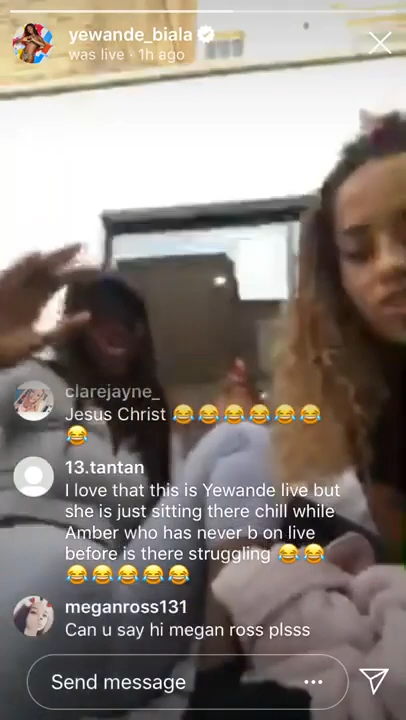 yewande_biala
was live · 1h ago
clarejayne_
Jesus Christ 😂😂😂😂😂😂
😂
13.tantan
I love that this is Yewande live but
she is just sitting there chill while
Amber who has never b on live
before is there struggling 😂😂
😂😂😂😂😂
meganross131
Can u say hi megan ross plsss
Send message